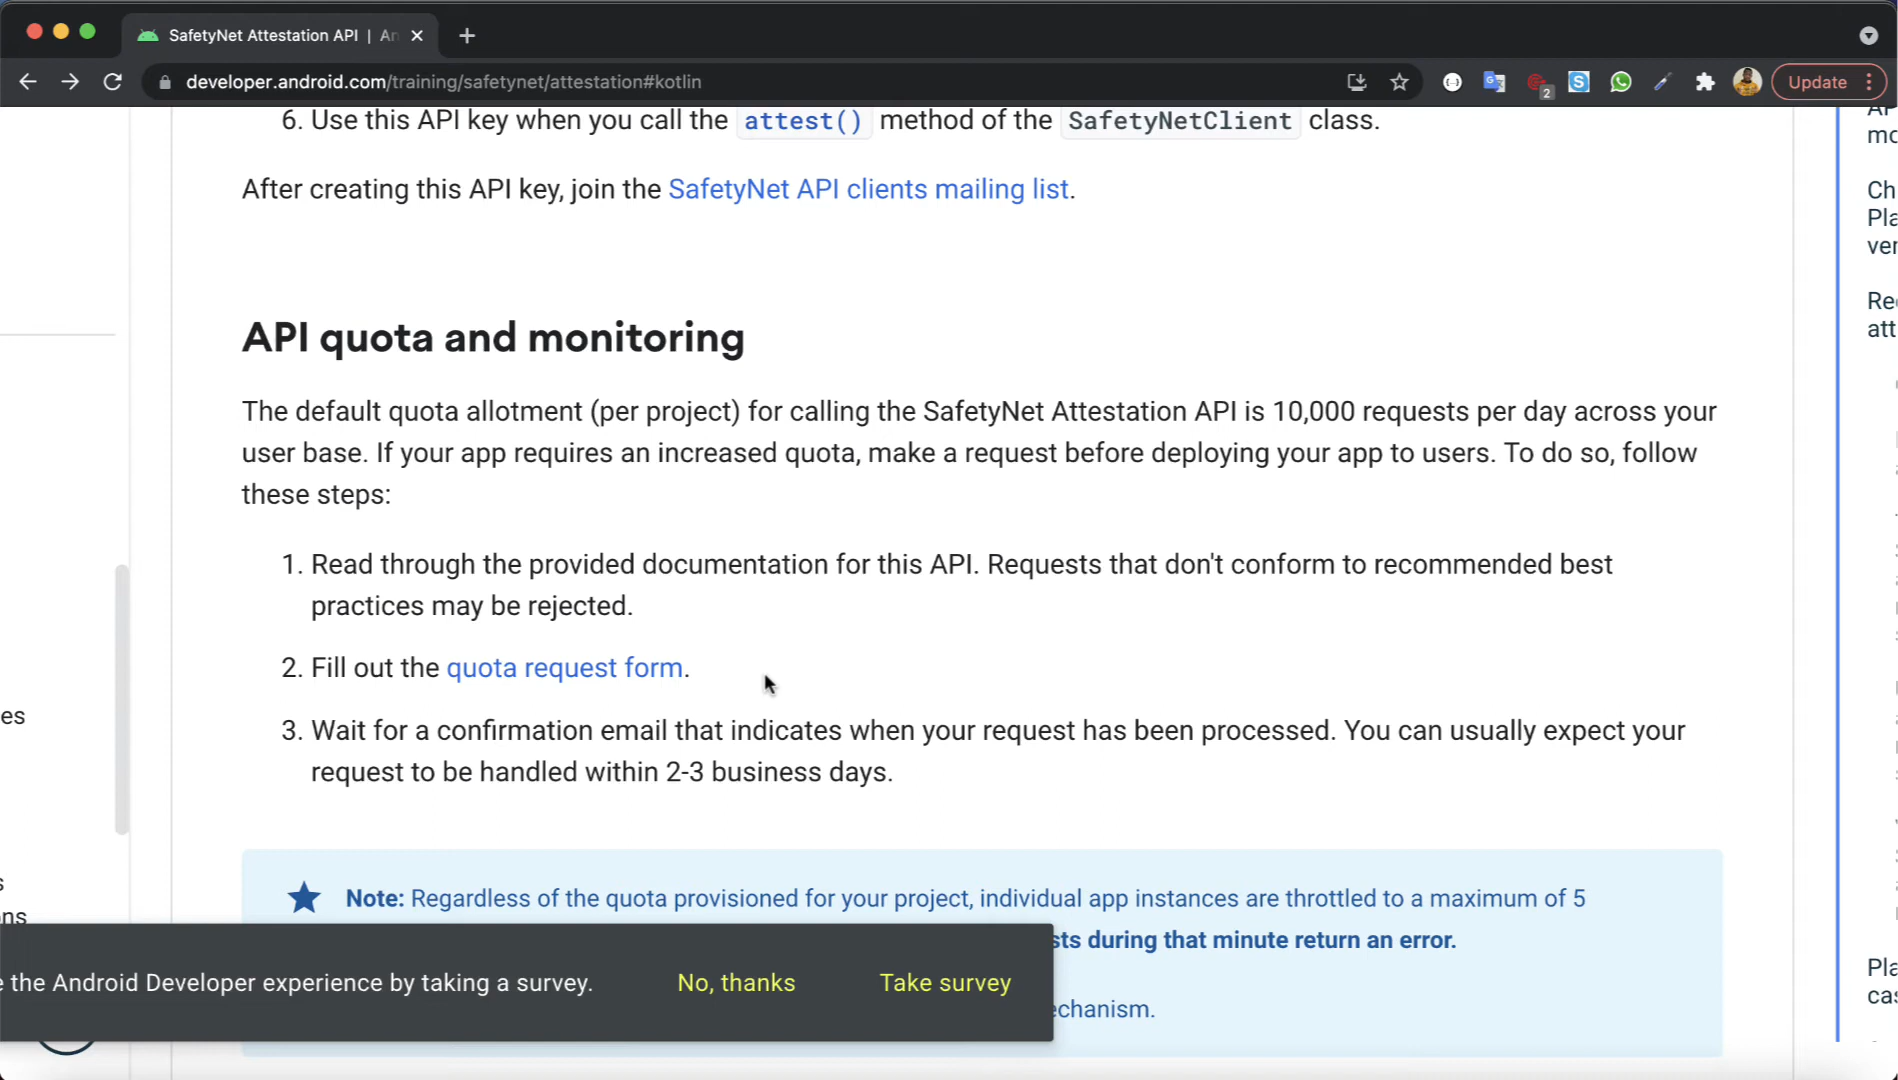 SafetyNet Attestation API | An
developer.android.com/training/safetynet/attestation#kotlin
2
Update
6. Use this API key when you call the attest() method of the SafetyNetClient class.
After creating this API key, join the SafetyNet API clients mailing list.
API quota and monitoring
The default quota allotment (per project) for calling the SafetyNet Attestation API is 10,000 requests per day across your
user base. If your app requires an increased quota, make a request before deploying your app to users. To do so, follow
these steps:
1. Read through the provided documentation for this API. Requests that don't conform to recommended best
practices may be rejected.
2. Fill out the quota request form.
3. Wait for a confirmation email that indicates when your request has been processed. You can usually expect your
request to be handled within 2-3 business days.
Note: Regardless of the quota provisioned for your project, individual app instances are throttled to a maximum of 5
sts during that minute return an error.
echanism.
e the Android Developer experience by taking a survey.
No, thanks
Take survey
es
ns
mo
Ch
Pla
ver
Rec
att
Pla
cas